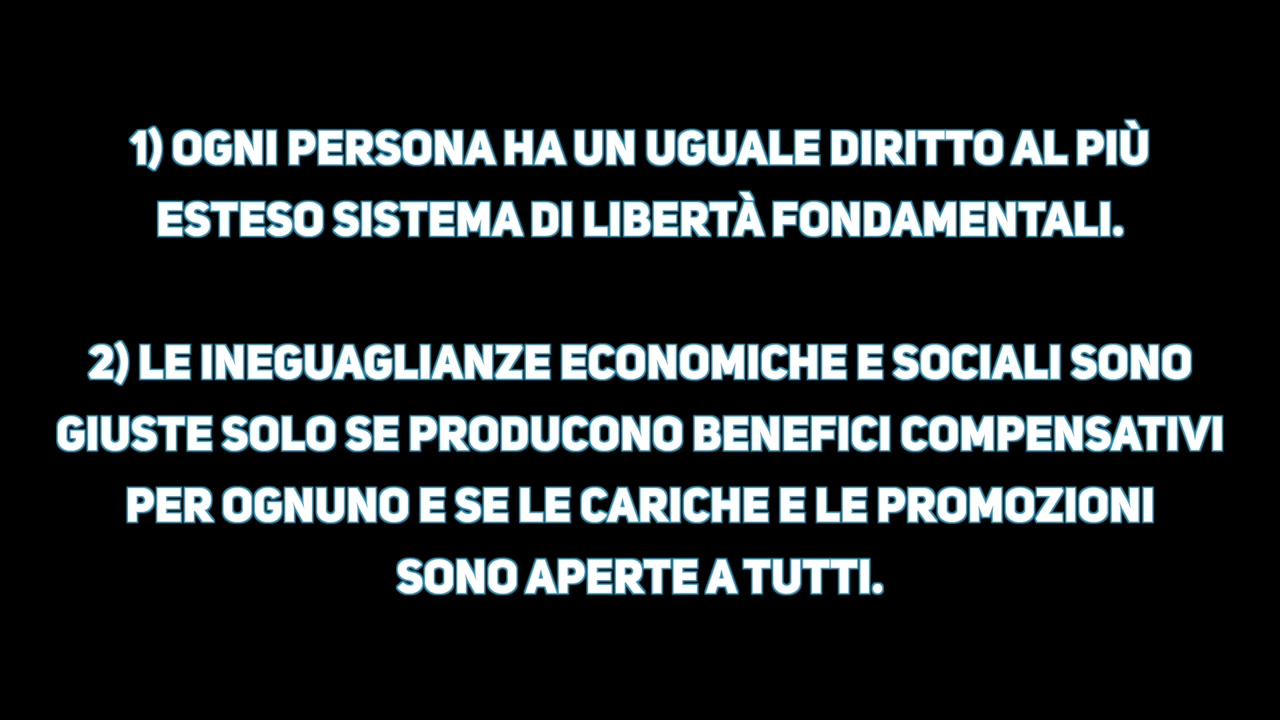 1) OGNI PERSONA HA UN UGUALE DIRITTO AL PIÙ
ESTESO SISTEMA DI LIBERTÀ FONDAMENTALI.
2) LE INEGUAGLIANZE ECONOMICHE E SOCIALI SONO
GIUSTE SOLO SE PRODUCONO BENEFICI COMPENSATIVI
PER OGNUNO E SE LE CARICHE E LE PROMOZIONI
SONO APERTE A TUTTI.